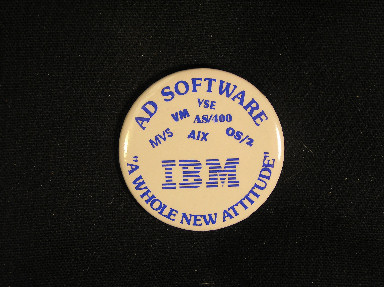 AD SOFTWARE
VSE
VM AS/400
MVS AIX OS/2
IBM
"A WHOLE NEW ATTITUDE"